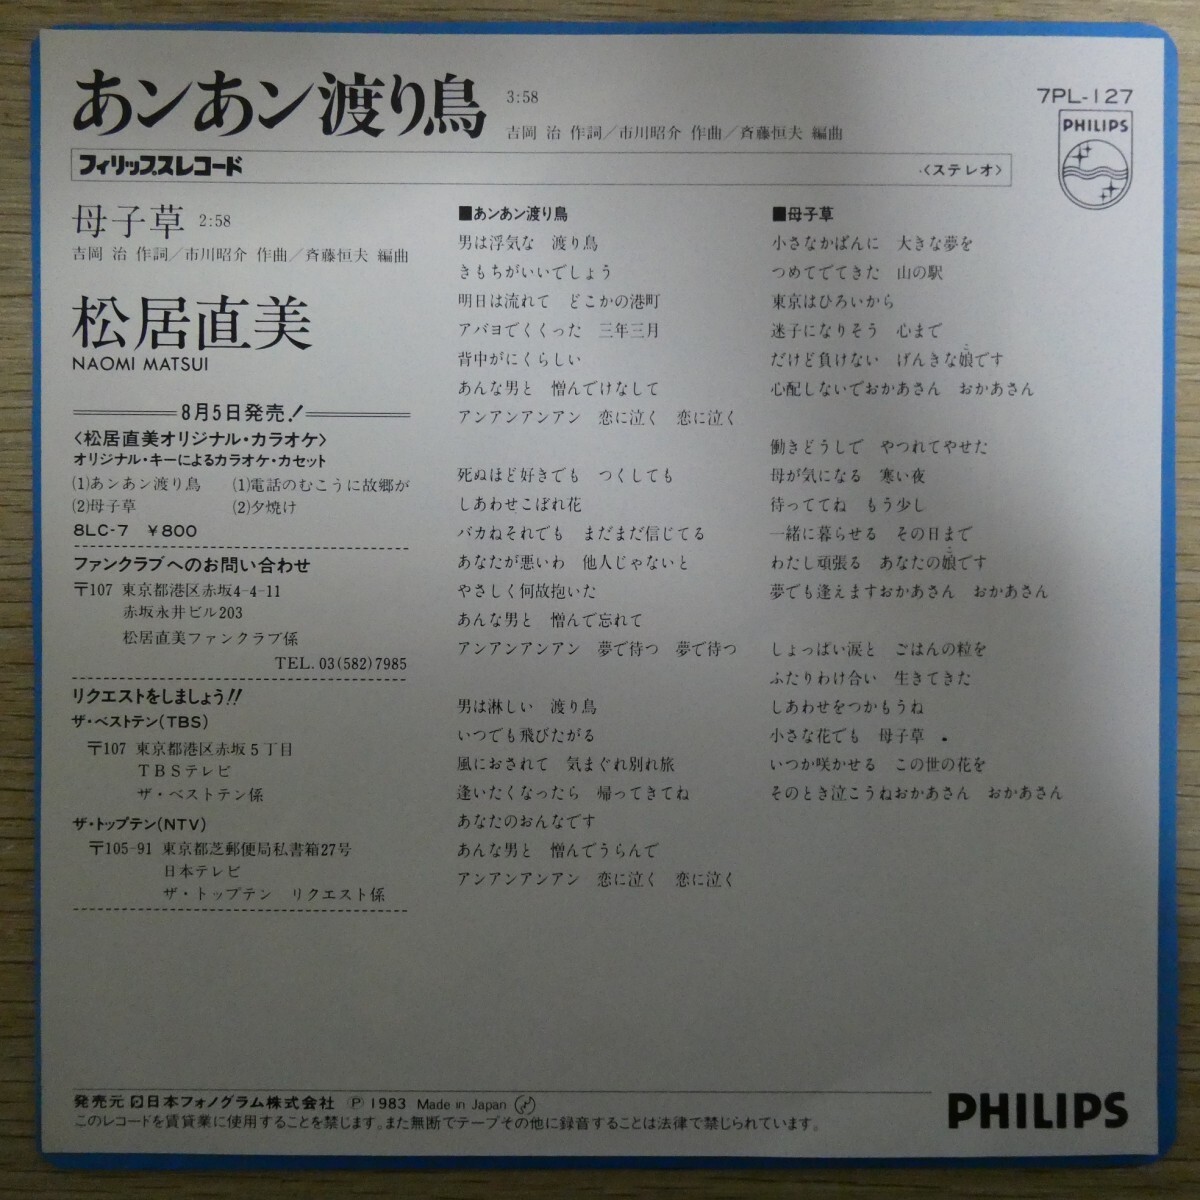 あンあン渡り鳥 3:58
吉岡 治 作詞／市川昭介 作曲／斉藤恒夫 編曲
7PL-127
PHILIPS
フィリップスレコード 〈ステレオ〉
母子草 2:58
吉岡 治 作詞／市川昭介 作曲／斉藤恒夫 編曲
松居直美
NAOMI MATSUI
8月5日発売！
〈松居直美オリジナル・カラオケ〉
オリジナル・キーによるカラオケ・カセット
(1)あンあン渡り鳥 (1)電話のむこうに故郷が
(2)母子草 (2)夕焼け
8LC-7 ￥800
ファンクラブへのお問い合わせ
〒107 東京都港区赤坂4-4-11
赤坂永井ビル203
松居直美ファンクラブ係
TEL. 03(582)7985
リクエストをしましょう!!
ザ・ベストテン(TBS)
〒107 東京都港区赤坂5丁目
TBSテレビ
ザ・ベストテン係
ザ・トップテン(NTV)
〒105-91 東京都芝郵便局私書箱27号
日本テレビ
ザ・トップテン リクエスト係
■あンあン渡り鳥
男は浮気な 渡り鳥
きもちがいいでしょう
明日は流れて どこかの港町
アバヨでくくった 三年三月
背中がにくらしい
あんな男と 憎んでけなして
アンアンアンアン 恋に泣く 恋に泣く
死ぬほど好きでも つくしても
しあわせこぼれ花
バカねそれでも まだまだ信じてる
あなたが悪いわ 他人じゃないと
やさしく何故抱いた
あんな男と 憎んで忘れて
アンアンアンアン 夢で待つ 夢で待つ
男は淋しい 渡り鳥
いつでも飛びたがる
風におされて 気まぐれ別れ旅
逢いたくなったら 帰ってきてね
あなたのおんなです
あんな男と 憎んでうらんで
アンアンアンアン 恋に泣く 恋に泣く
■母子草
小さなかばんに 大きな夢を
つめてでてきた 山の駅
東京はひろいから
迷子になりそう 心まで
だけど負けない げんきな娘です
こ
心配しないでおかあさん おかあさん
働きどうしで やつれてやせた
母が気になる 寒い夜
待っててね もう少し
一緒に暮らせる その日まで
わたし頑張る あなたの娘です
こ
夢でも逢えますおかあさん おかあさん
しょっぱい涙と ごはんの粒を
ふたりわけ合い 生きてきた
しあわせをつかもうね
小さな花でも 母子草
いつか咲かせる この世の花を
そのとき泣こうねおかあさん おかあさん
発売元 日本フォノグラム株式会社 Ⓟ 1983 Made in Japan
このレコードを賃貸業に使用することを禁じます。また無断でテープその他に録音することは法律で禁じられています。
PHILIPS